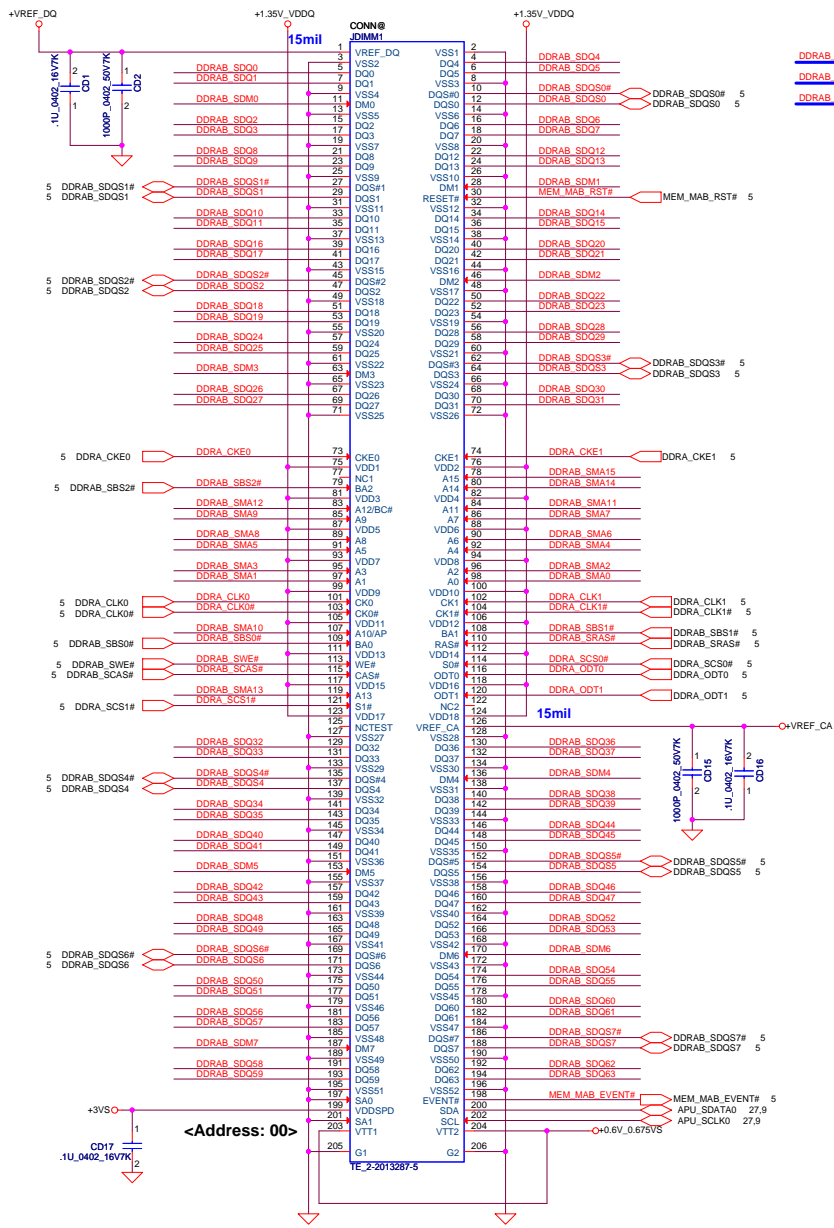 +VREF_DQ +1.35V_VDDQ +1.35V_VDDQ
CONN@
15mil JDIMM1
1 VREF_DQ VSS1 2
3 VSS2 DQ4 4 DDRAB_SDQ4 DDRAB_
DDRAB_SDQ0 5 DQ0 DQ5 6 DDRAB_SDQ5
DDRAB_SDQ1 7 DQ1 VSS3 8 DDRAB_
9 VSS4 DQS#0 10 DDRAB_SDQS0# DDRAB_SDQS0# 5 DDRAB_
DDRAB_SDM0 11 DM0 DQS0 12 DDRAB_SDQS0 DDRAB_SDQS0 5
13 VSS5 VSS6 14
DDRAB_SDQ2 15 DQ2 DQ6 16 DDRAB_SDQ6
DDRAB_SDQ3 17 DQ3 DQ7 18 DDRAB_SDQ7
19 VSS7 VSS8 20
DDRAB_SDQ8 21 DQ8 DQ12 22 DDRAB_SDQ12
DDRAB_SDQ9 23 DQ9 DQ13 24 DDRAB_SDQ13
25 VSS9 VSS10 26
5 DDRAB_SDQS1# DDRAB_SDQS1# 27 DQS#1 DM1 28 DDRAB_SDM1
5 DDRAB_SDQS1 DDRAB_SDQS1 29 DQS1 RESET# 30 MEM_MAB_RST# MEM_MAB_RST# 5
31 VSS11 VSS12 32
DDRAB_SDQ10 33 DQ10 DQ14 34 DDRAB_SDQ14
DDRAB_SDQ11 35 DQ11 DQ15 36 DDRAB_SDQ15
37 VSS13 VSS14 38
DDRAB_SDQ16 39 DQ16 DQ20 40 DDRAB_SDQ20
DDRAB_SDQ17 41 DQ17 DQ21 42 DDRAB_SDQ21
43 VSS15 VSS16 44
5 DDRAB_SDQS2# DDRAB_SDQS2# 45 DQS#2 DM2 46 DDRAB_SDM2
5 DDRAB_SDQS2 DDRAB_SDQS2 47 DQS2 VSS17 48
49 VSS18 DQ22 50 DDRAB_SDQ22
DDRAB_SDQ18 51 DQ18 DQ23 52 DDRAB_SDQ23
DDRAB_SDQ19 53 DQ19 VSS19 54
55 VSS20 DQ28 56 DDRAB_SDQ28
DDRAB_SDQ24 57 DQ24 DQ29 58 DDRAB_SDQ29
DDRAB_SDQ25 59 DQ25 VSS21 60
61 VSS22 DQS#3 62 DDRAB_SDQS3# DDRAB_SDQS3# 5
DDRAB_SDM3 63 DM3 DQS3 64 DDRAB_SDQS3 DDRAB_SDQS3 5
65 VSS23 VSS24 66
DDRAB_SDQ26 67 DQ26 DQ30 68 DDRAB_SDQ30
DDRAB_SDQ27 69 DQ27 DQ31 70 DDRAB_SDQ31
71 VSS25 VSS26 72
5 DDRA_CKE0 DDRA_CKE0 73 CKE0 CKE1 74 DDRA_CKE1 DDRA_CKE1 5
75 VDD1 VDD2 76
77 NC1 A15 78 DDRAB_SMA15
5 DDRAB_SBS2# DDRAB_SBS2# 79 BA2 A14 80 DDRAB_SMA14
81 VDD3 VDD4 82
DDRAB_SMA12 83 A12/BC# A11 84 DDRAB_SMA11
DDRAB_SMA9 85 A9 A7 86 DDRAB_SMA7
87 VDD5 VDD6 88
DDRAB_SMA8 89 A8 A6 90 DDRAB_SMA6
DDRAB_SMA5 91 A5 A4 92 DDRAB_SMA4
93 VDD7 VDD8 94
DDRAB_SMA3 95 A3 A2 96 DDRAB_SMA2
DDRAB_SMA1 97 A1 A0 98 DDRAB_SMA0
99 VDD9 VDD10 100
5 DDRA_CLK0 DDRA_CLK0 101 CK0 CK1 102 DDRA_CLK1 DDRA_CLK1 5
5 DDRA_CLK0# DDRA_CLK0# 103 CK0# CK1# 104 DDRA_CLK1# DDRA_CLK1# 5
105 VDD11 VDD12 106
DDRAB_SMA10 107 A10/AP BA1 108 DDRAB_SBS1# DDRAB_SBS1# 5
5 DDRAB_SBS0# DDRAB_SBS0# 109 BA0 RAS# 110 DDRAB_SRAS# DDRAB_SRAS# 5
111 VDD13 VDD14 112
5 DDRAB_SWE# DDRAB_SWE# 113 WE# S0# 114 DDRA_SCS0# DDRA_SCS0# 5
5 DDRAB_SCAS# DDRAB_SCAS# 115 CAS# ODT0 116 DDRA_ODT0 DDRA_ODT0 5
117 VDD15 VDD16 118
DDRAB_SMA13 119 A13 ODT1 120 DDRA_ODT1 DDRA_ODT1 5
5 DDRA_SCS1# DDRA_SCS1# 121 S1# NC2 122
123 VDD17 VDD18 124 15mil
125 NCTEST VREF_CA 126 +VREF_CA
127 VSS27 VSS28 128
DDRAB_SDQ32 129 DQ32 DQ36 130 DDRAB_SDQ36
DDRAB_SDQ33 131 DQ33 DQ37 132 DDRAB_SDQ37
133 VSS29 VSS30 134
5 DDRAB_SDQS4# DDRAB_SDQS4# 135 DQS#4 DM4 136 DDRAB_SDM4
5 DDRAB_SDQS4 DDRAB_SDQS4 137 DQS4 VSS31 138
139 VSS32 DQ38 140 DDRAB_SDQ38
DDRAB_SDQ34 141 DQ34 DQ39 142 DDRAB_SDQ39
DDRAB_SDQ35 143 DQ35 VSS33 144
145 VSS34 DQ44 146 DDRAB_SDQ44
DDRAB_SDQ40 147 DQ40 DQ45 148 DDRAB_SDQ45
DDRAB_SDQ41 149 DQ41 VSS35 150
151 VSS36 DQS#5 152 DDRAB_SDQS5# DDRAB_SDQS5# 5
DDRAB_SDM5 153 DM5 DQS5 154 DDRAB_SDQS5 DDRAB_SDQS5 5
155 VSS37 VSS38 156
DDRAB_SDQ42 157 DQ42 DQ46 158 DDRAB_SDQ46
DDRAB_SDQ43 159 DQ43 DQ47 160 DDRAB_SDQ47
161 VSS39 VSS40 162
DDRAB_SDQ48 163 DQ48 DQ52 164 DDRAB_SDQ52
DDRAB_SDQ49 165 DQ49 DQ53 166 DDRAB_SDQ53
167 VSS41 VSS42 168
5 DDRAB_SDQS6# DDRAB_SDQS6# 169 DQS#6 DM6 170 DDRAB_SDM6
5 DDRAB_SDQS6 DDRAB_SDQS6 171 DQS6 VSS43 172
173 VSS44 DQ54 174 DDRAB_SDQ54
DDRAB_SDQ50 175 DQ50 DQ55 176 DDRAB_SDQ55
DDRAB_SDQ51 177 DQ51 VSS45 178
179 VSS46 DQ60 180 DDRAB_SDQ60
DDRAB_SDQ56 181 DQ56 DQ61 182 DDRAB_SDQ61
DDRAB_SDQ57 183 DQ57 VSS47 184
185 VSS48 DQS#7 186 DDRAB_SDQS7# DDRAB_SDQS7# 5
DDRAB_SDM7 187 DM7 DQS7 188 DDRAB_SDQS7 DDRAB_SDQS7 5
189 VSS49 VSS50 190
DDRAB_SDQ58 191 DQ58 DQ62 192 DDRAB_SDQ62
DDRAB_SDQ59 193 DQ59 DQ63 194 DDRAB_SDQ63
195 VSS51 VSS52 196
197 SA0 EVENT# 198 MEM_MAB_EVENT# MEM_MAB_EVENT# 5
+3VS 199 VDDSPD SDA 200 APU_SDATA0 27,9
201 SA1 SCL 202 APU_SCLK0 27,9
<Address: 00> 203 VTT1 VTT2 204 +0.6V_0.675VS
205 G1 G2 206
TE_2-2013287-5
.1U_0402_16V7K
2 CD1 1
1000P_0402_50V7K
2 CD2 1
1000P_0402_50V7K
1 CD15 2
.1U_0402_16V7K
2 CD16 1
1
CD17
.1U_0402_16V7K
2